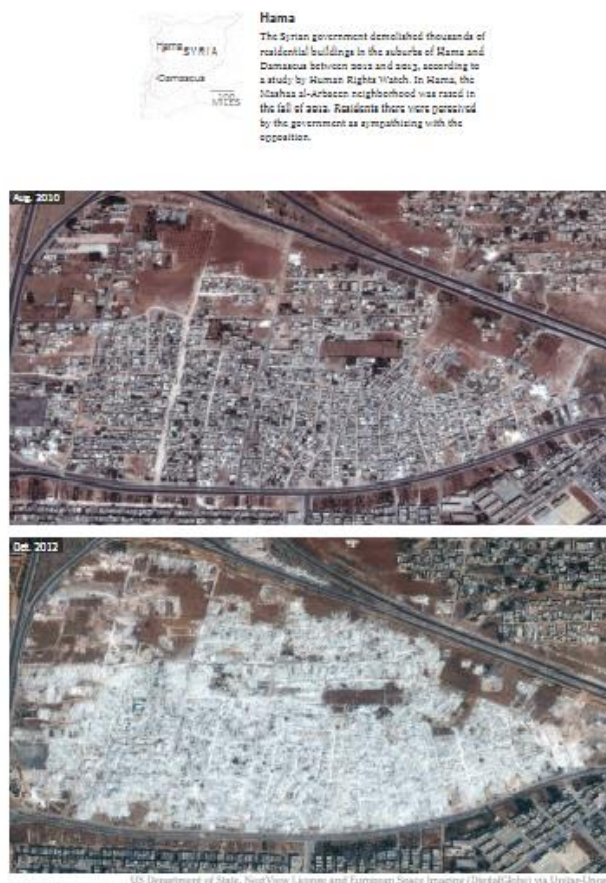 Hama
The Syrian government demolished thousands of
residential buildings in the suburbs of Hama and
Damascus between 2012 and 2013, according to
a study by Human Rights Watch. In Hama, the
Mashaa al-Arbaeen neighborhood was razed in
the fall of 2012. Residents there were perceived
by the government as sympathizing with the
opposition.
Hama
SYRIA
Damascus
100
MILES
Aug. 2010
Oct. 2012
US Department of State, NextView License and European Space Imaging (DigitalGlobe) via